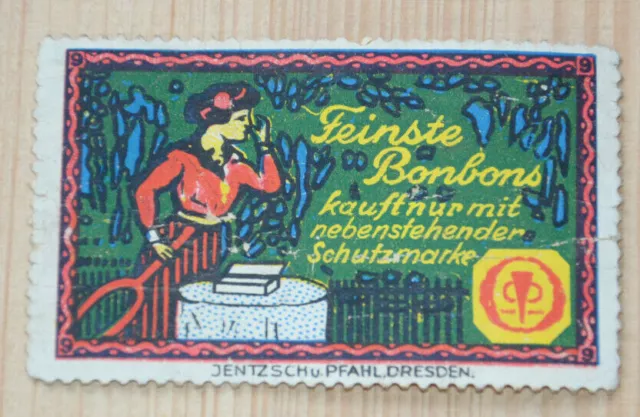 Feinste
Bonbons
kauft nur mit
nebenstehender
Schutzmarke
JENTZSCH u. PFAHL, DRESDEN.